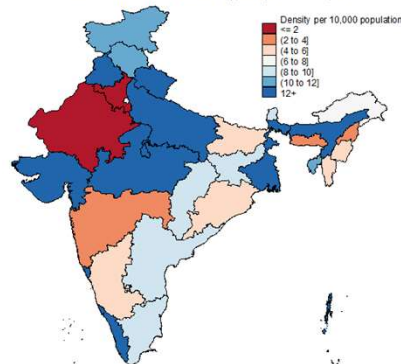 Density per 10,000 population
<= 2
(2 to 4]
(4 to 6]
(6 to 8]
(8 to 10]
(10 to 12]
12+